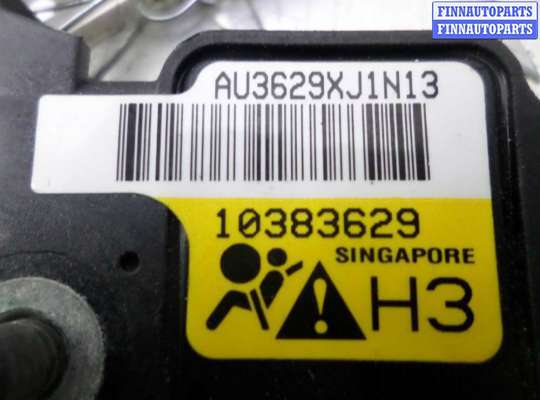 FINNAUTOPARTS
FINNAUTOPARTS
AU3629XJ1N13
10383629
SINGAPORE
H3